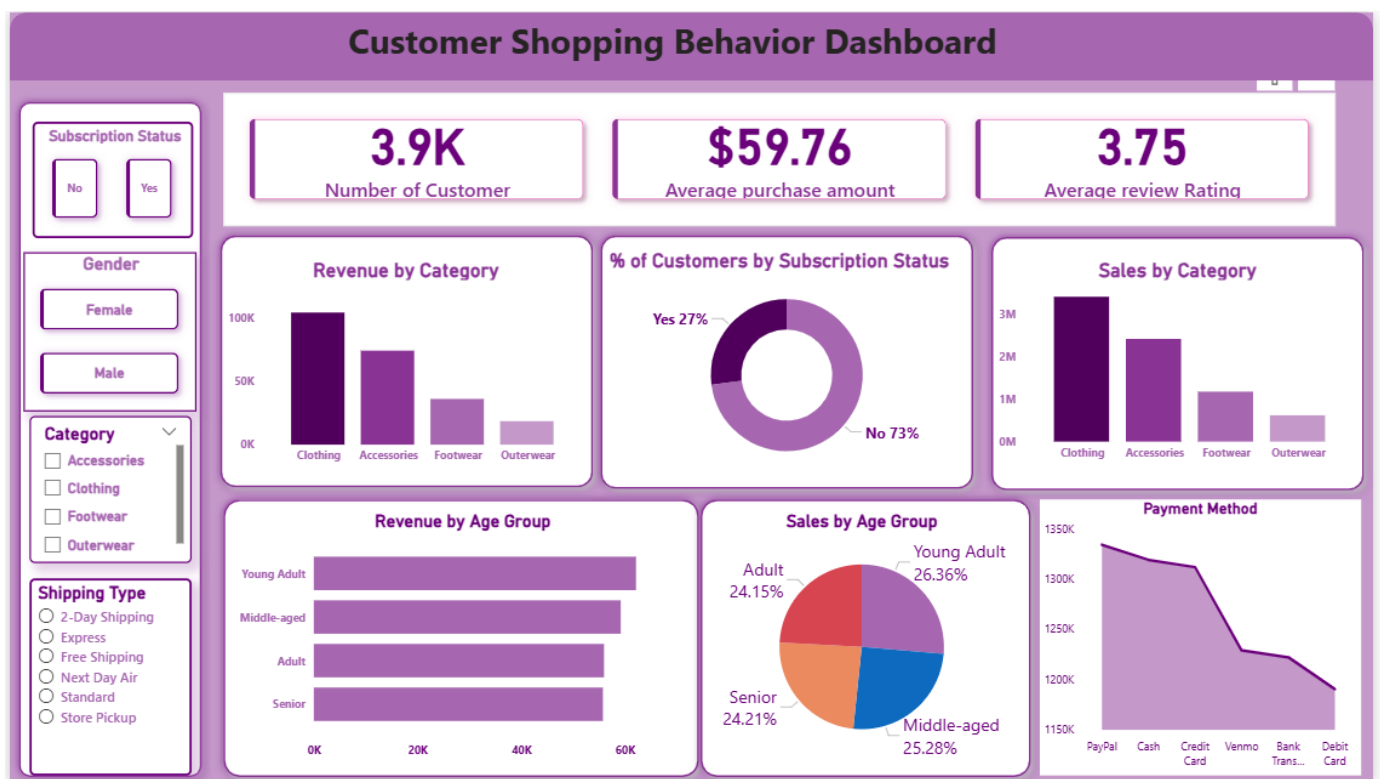 Customer Shopping Behavior Dashboard
Subscription Status
No
Yes
Gender
Female
Male
Category
Accessories
Clothing
Footwear
Outerwear
Shipping Type
2-Day Shipping
Express
Free Shipping
Next Day Air
Standard
Store Pickup
3.9K
Number of Customer
$59.76
Average purchase amount
3.75
Average review Rating
Revenue by Category
100K
50K
0K
Clothing Accessories Footwear Outerwear
% of Customers by Subscription Status
Yes 27%
No 73%
Sales by Category
3M
2M
1M
0M
Clothing Accessories Footwear Outerwear
Revenue by Age Group
Young Adult
Middle-aged
Adult
Senior
0K 20K 40K 60K
Sales by Age Group
Young Adult
26.36%
Adult
24.15%
Senior
24.21%
Middle-aged
25.28%
Payment Method
1350K
1300K
1250K
1200K
1150K
PayPal Cash Credit Venmo Bank Debit
Card Trans... Card